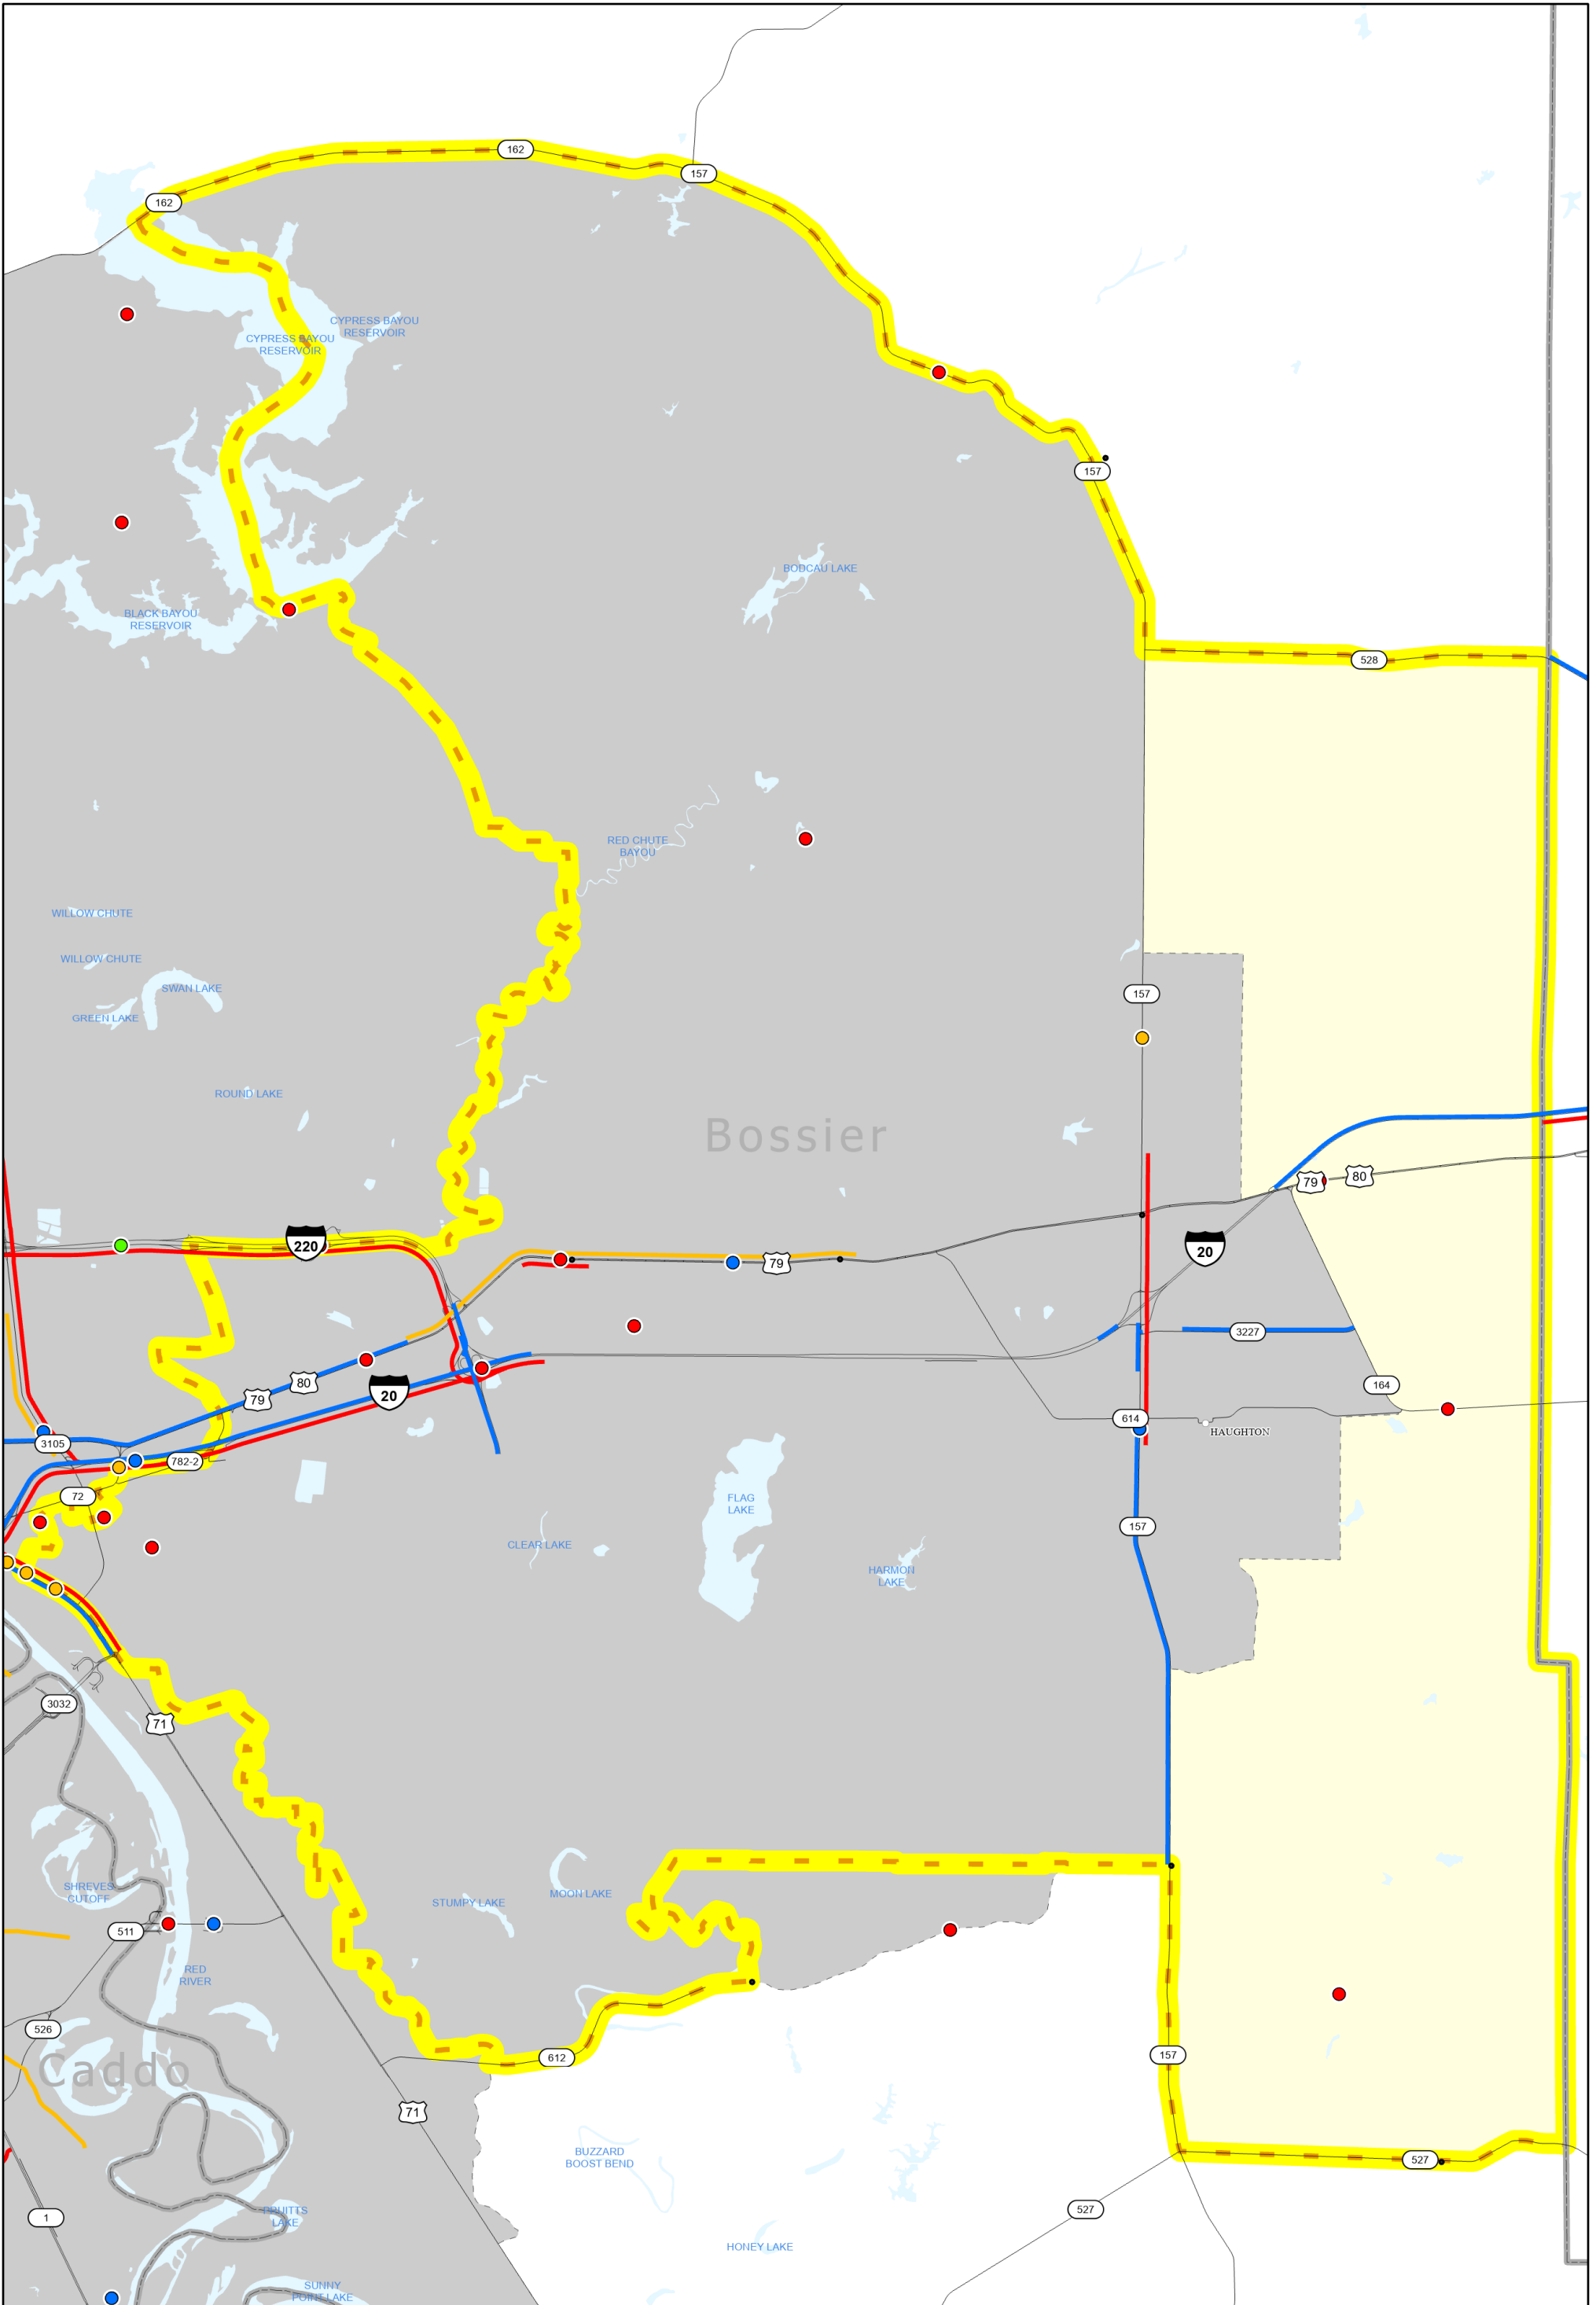 162
157
162
CYPRESS BAYOU
RESERVOIR
CYPRESS BAYOU
RESERVOIR
157
BODCAU LAKE
BLACK BAYOU
RESERVOIR
528
RED CHUTE
BAYOU
WILLOW CHUTE
WILLOW CHUTE
SWAN LAKE
157
GREEN LAKE
ROUND LAKE
Bossier
79
80
220
20
79
3227
80
79
20
164
614
HAUGHTON
3105
782-2
72
FLAG
LAKE
157
CLEAR LAKE
HARMON
LAKE
3032
71
SHREVES
CUTOFF
STUMPY LAKE
MOON LAKE
511
RED
RIVER
526
612
157
Caddo
71
BUZZARD
BOOST BEND
527
527
1
PRUITTS
LAKE
HONEY LAKE
SUNNY
POINT LAKE